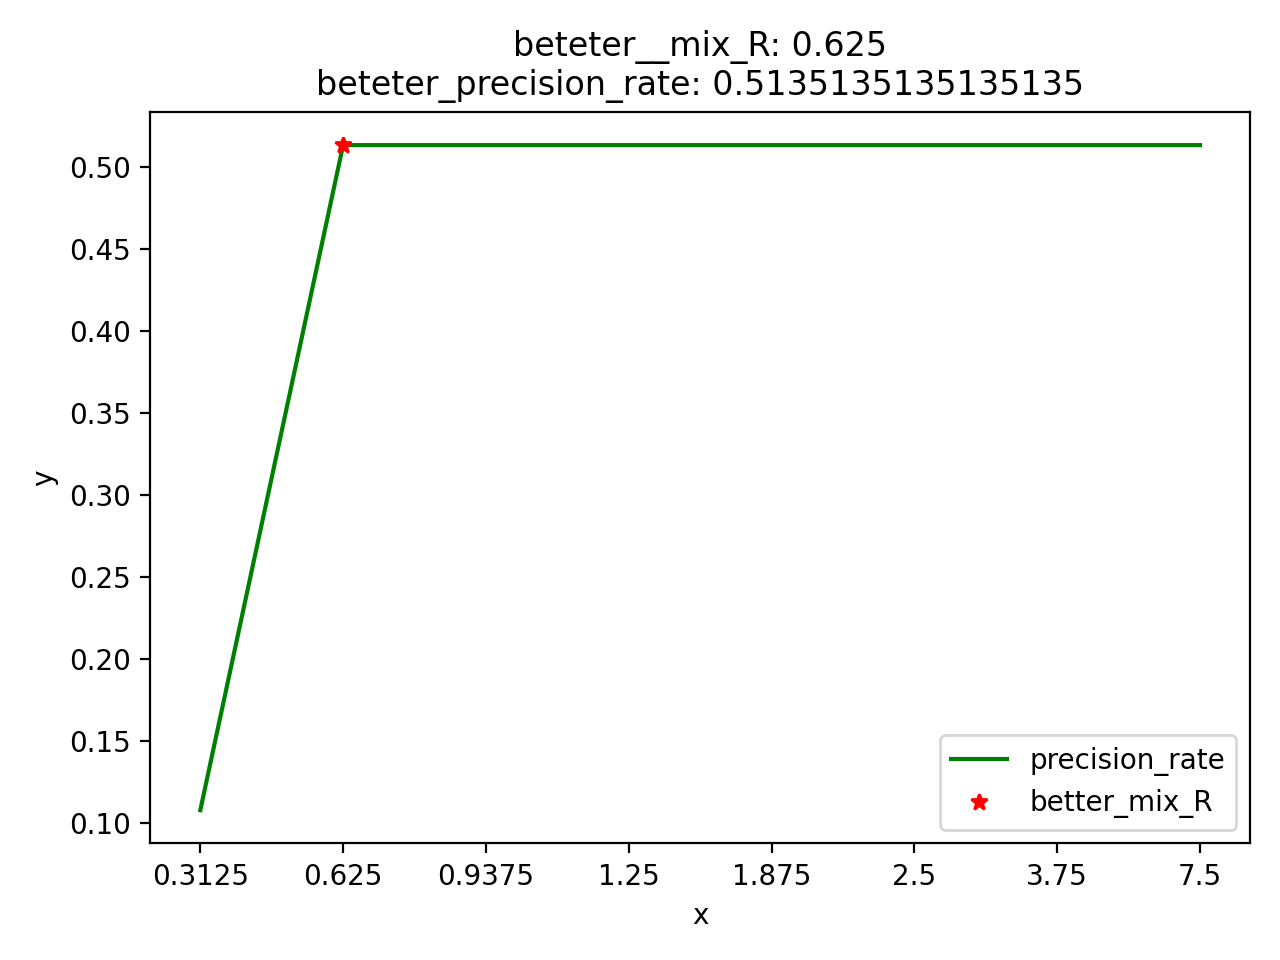 beteter__mix_R: 0.625
beteter_precision_rate: 0.5135135135135135
0.50
0.45
0.40
0.35
0.30
0.25
0.20
0.15
0.10
y
precision_rate
better_mix_R
0.3125 0.625 0.9375 1.25 1.875 2.5 3.75 7.5
x